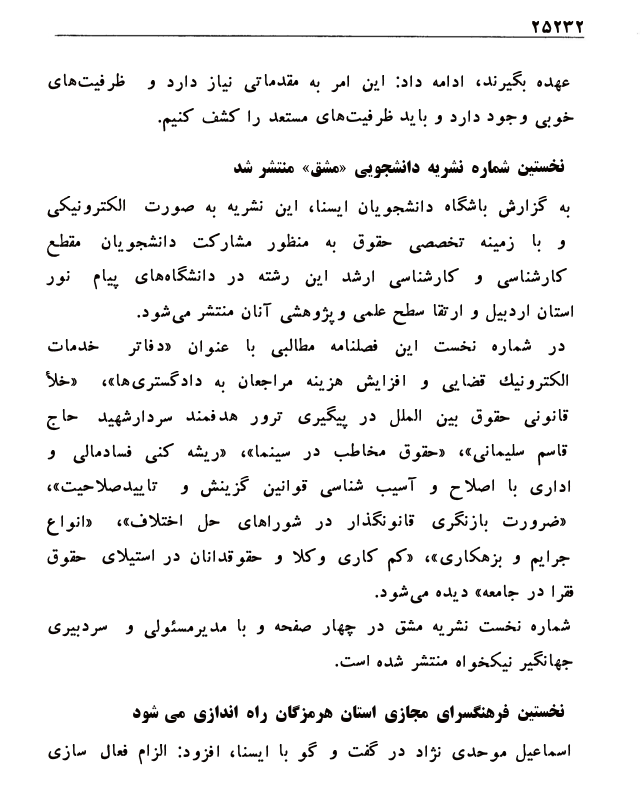 ۲۵۲۳۲
عهده بگیرند، ادامه داد: این امر به مقدماتی نیاز دارد و ظرفیت‌های
خوبی وجود دارد و باید ظرفیت‌های مستعد را کشف کنیم.
نخستین شماره نشریه دانشجویی «مشق» منتشر شد
به گزارش باشگاه دانشجویان ایسنا، این نشریه به صورت الکترونیکی
و با زمینه تخصصی حقوق به منظور مشارکت دانشجویان مقطع
کارشناسی و کارشناسی ارشد این رشته در دانشگاه‌های پیام نور
استان اردبیل و ارتقا سطح علمی وپژوهشی آنان منتشر می‌شود.
در شماره نخست این فصلنامه مطالبی با عنوان «دفاتر خدمات
الکترونیك قضایی و افزایش هزینه مراجعان به دادگستری‌ها»، «خلأ
قانونی حقوق بین الملل در پیگیری ترور هدفمند سردارشهید حاج
قاسم سلیمانی»، «حقوق مخاطب در سینما»، «ریشه کنی فسادمالی و
اداری با اصلاح و آسیب شناسی قوانین گزینش و تاییدصلاحیت»،
«ضرورت بازنگری قانونگذار در شوراهای حل اختلاف»، «انواع
جرایم و بزهکاری»، «کم کاری وکلا و حقوقدانان در استیلای حقوق
فقرا در جامعه» دیده می‌شود.
شماره نخست نشریه مشق در چهار صفحه و با مدیرمسئولی و سردبیری
جهانگیر نیکخواه منتشر شده است.
نخستین فرهنگسرای مجازی استان هرمزگان راه اندازی می شود
اسماعیل موحدی نژاد در گفت و گو با ایسنا، افزود: الزام فعال سازی